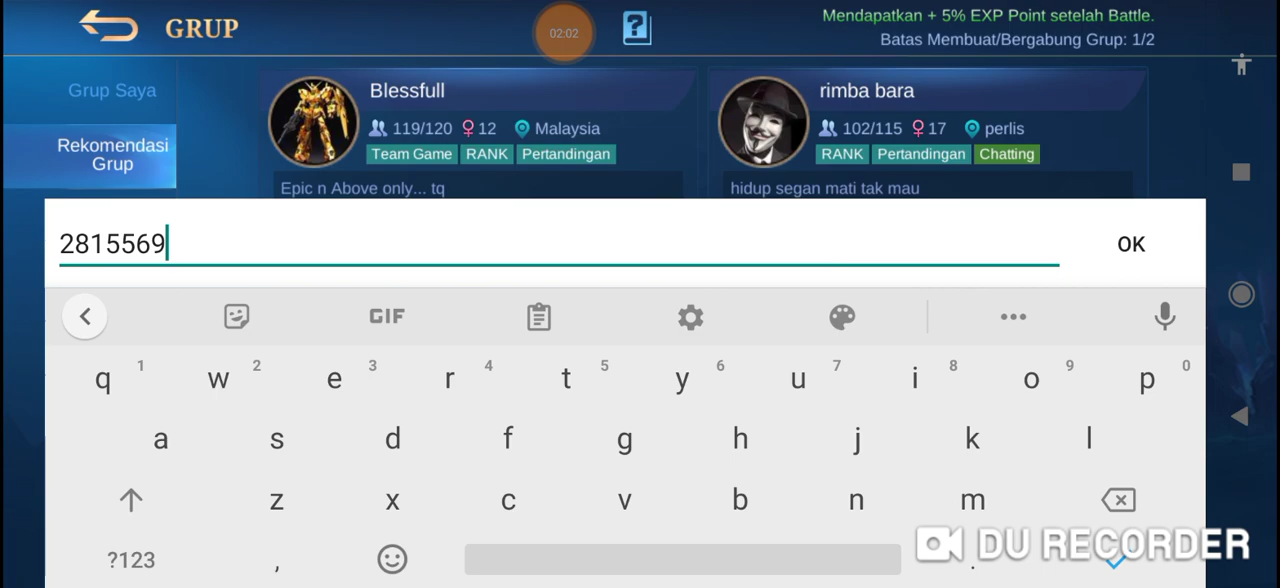 GRUP
02:02
?
Mendapatkan + 5% EXP Point setelah Battle.
Batas Membuat/Bergabung Grup: 1/2
Grup Saya
Rekomendasi
Grup
Blessfull
119/120 12 Malaysia
Team Game RANK Pertandingan
Epic n Above only... tq
rimba bara
102/115 17 perlis
RANK Pertandingan Chatting
hidup segan mati tak mau
2815569
OK
GIF
q 1 w 2 e 3 r 4 t 5 y 6 u 7 i 8 o 9 p 0
a s d f g h j k l
z x c v b n m
?123 , .
DU RECORDER